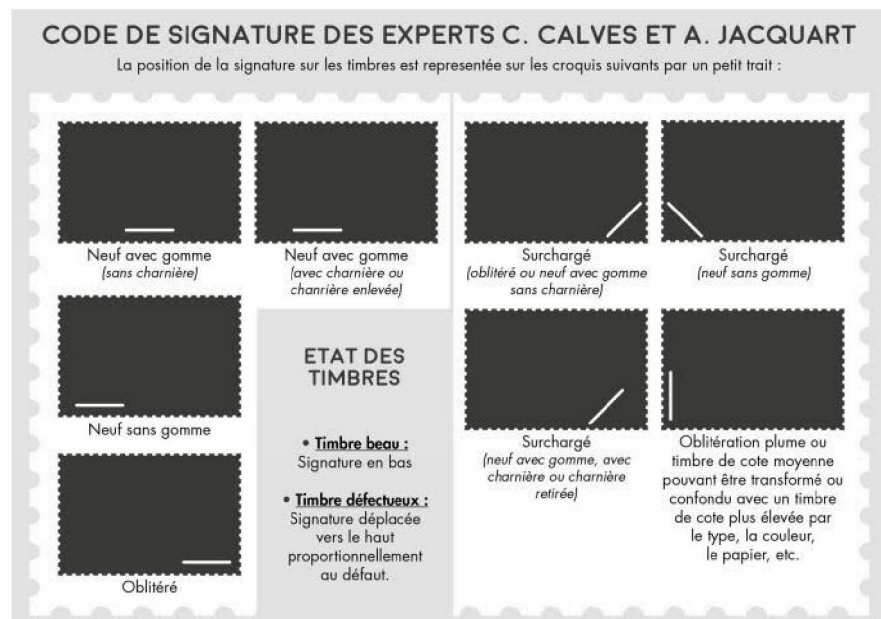 CODE DE SIGNATURE DES EXPERTS C. CALVES ET A. JACQUART
La position de la signature sur les timbres est representée sur les croquis suivants par un petit trait :
Neuf avec gomme
(sans charnière)
Neuf avec gomme
(avec charnière ou
chanrière enlevée)
Surchargé
(oblitéré ou neuf avec gomme
sans charnière)
Surchargé
(neuf sans gomme)
Neuf sans gomme
ETAT DES
TIMBRES
• Timbre beau :
Signature en bas
• Timbre défectueux :
Signature déplacée
vers le haut
proportionnellement
au défaut.
Surchargé
(neuf avec gomme, avec
charnière ou charnière
retirée)
Oblitération plume ou
timbre de cote moyenne
pouvant être transformé ou
confondu avec un timbre
de cote plus élevée par
le type, la couleur,
le papier, etc.
Oblitéré